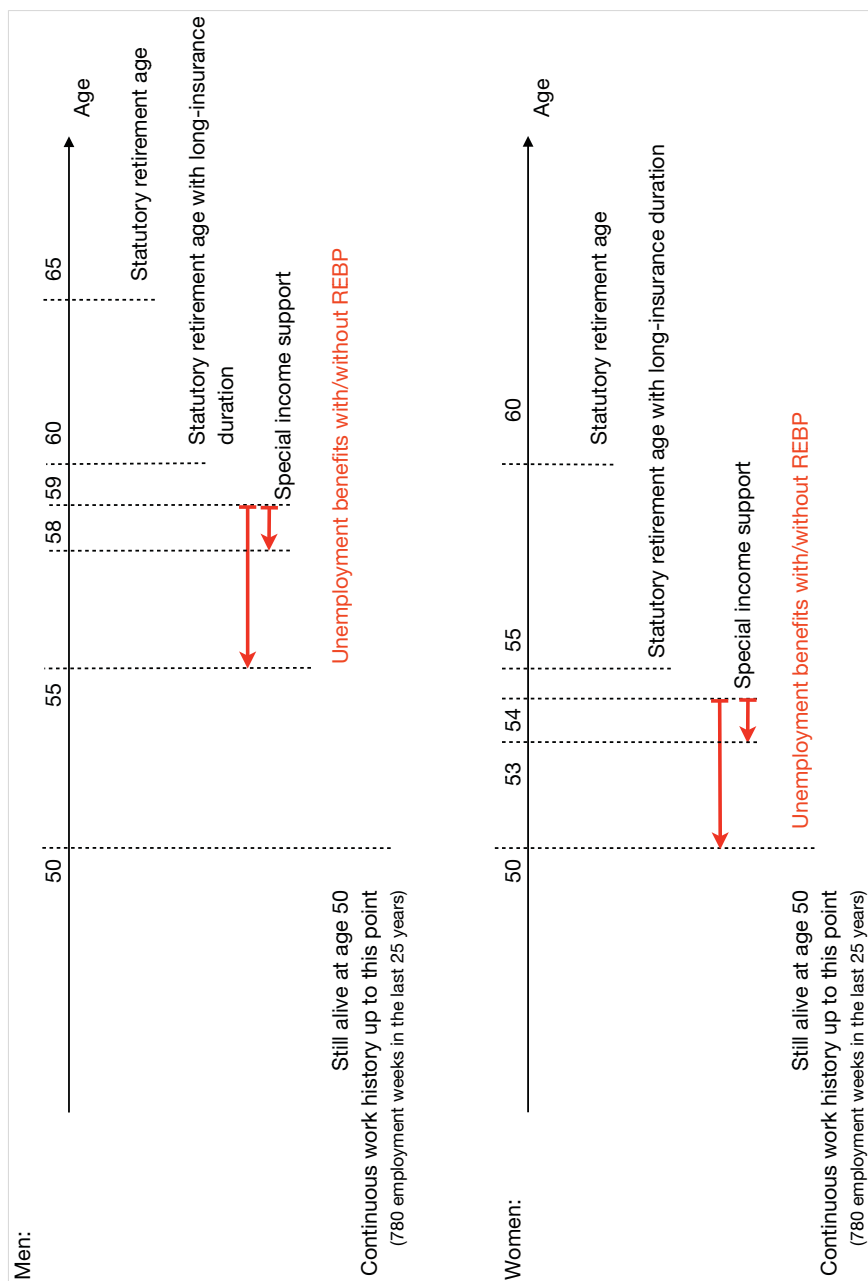 Men:
50
55
58
59
60
65
Age
Statutory retirement age
Statutory retirement age with long-insurance
duration
Special income support
Unemployment benefits with/without REBP
Still alive at age 50
Continuous work history up to this point
(780 employment weeks in the last 25 years)
Women:
50
53
54
55
60
Age
Statutory retirement age
Statutory retirement age with long-insurance duration
Special income support
Unemployment benefits with/without REBP
Still alive at age 50
Continuous work history up to this point
(780 employment weeks in the last 25 years)